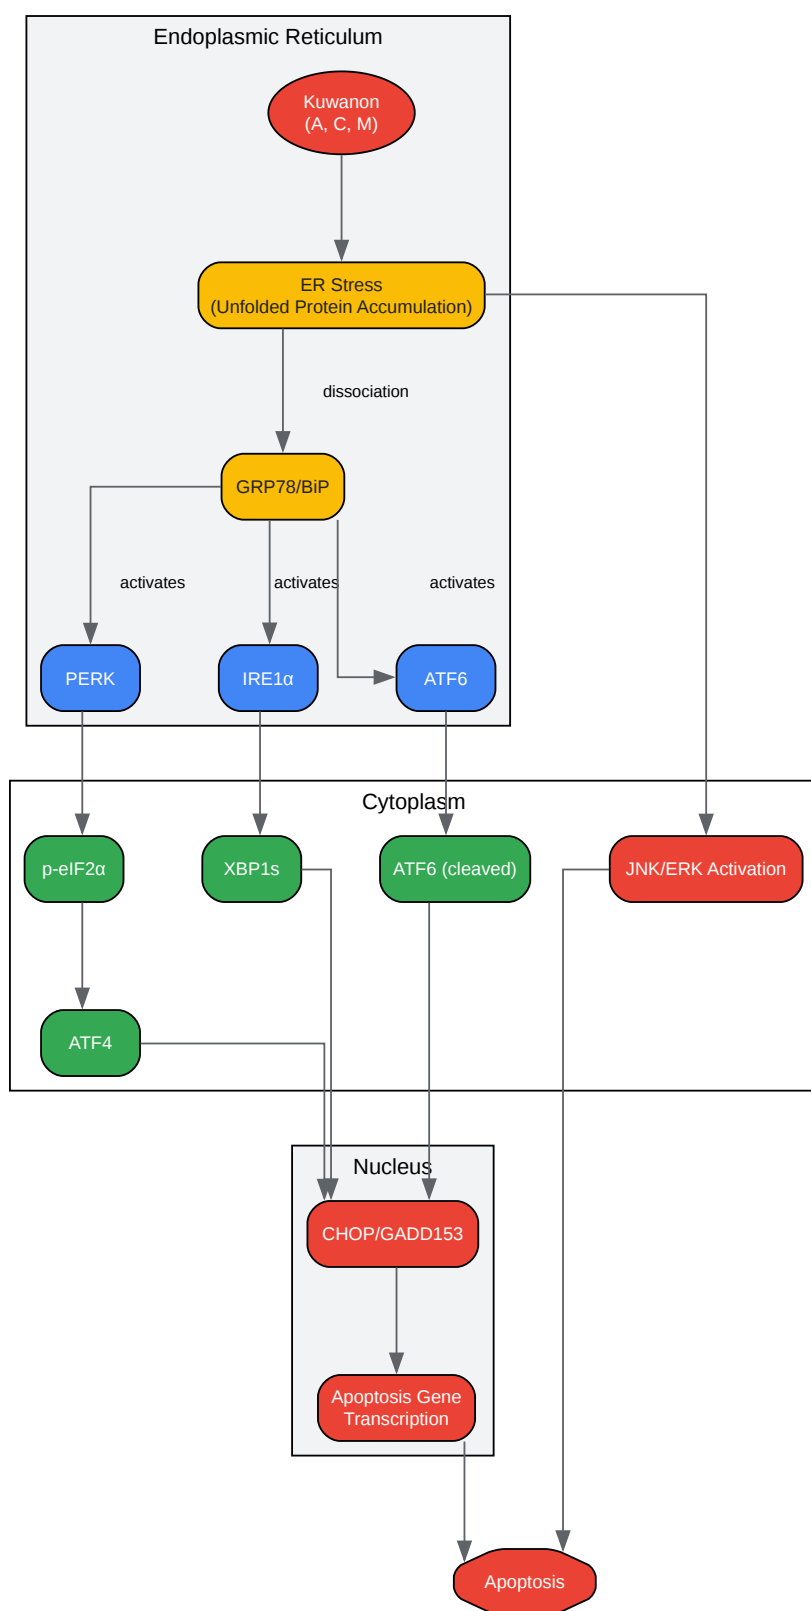 Endoplasmic Reticulum
Kuwanon
(A, C, M)
ER Stress
(Unfolded Protein Accumulation)
dissociation
GRP78/BiP
activates
activates
activates
PERK
IRE1α
ATF6
Cytoplasm
p-eIF2α
XBP1s
ATF6 (cleaved)
JNK/ERK Activation
ATF4
Nucleus
CHOP/GADD153
Apoptosis Gene
Transcription
Apoptosis